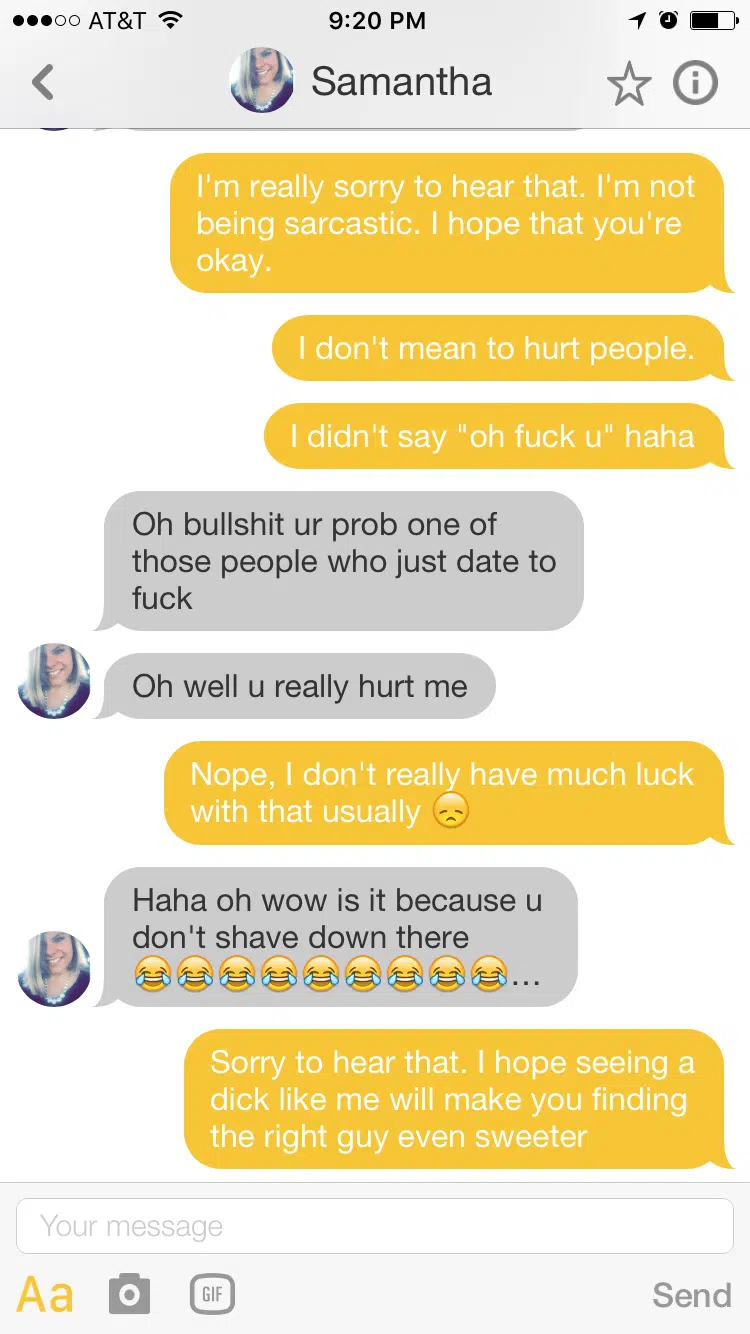 AT&T 9:20 PM
Samantha
I'm really sorry to hear that. I'm not
being sarcastic. I hope that you're
okay.
I don't mean to hurt people.
I didn't say "oh fuck u" haha
Oh bullshit ur prob one of
those people who just date to
fuck
Oh well u really hurt me
Nope, I don't really have much luck
with that usually 😞
Haha oh wow is it because u
don't shave down there
😂😂😂😂😂😂😂😂😂...
Sorry to hear that. I hope seeing a
dick like me will make you finding
the right guy even sweeter
Your message
Aa GIF Send